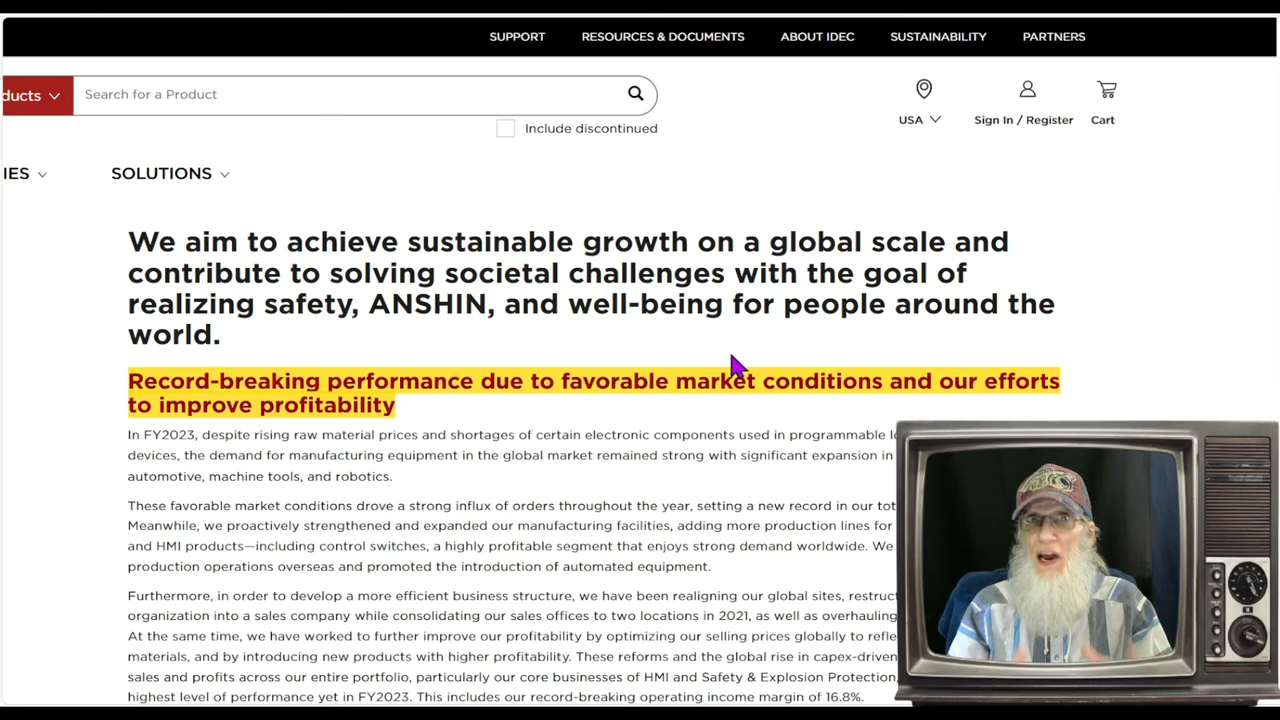 SUPPORT RESOURCES & DOCUMENTS ABOUT IDEC SUSTAINABILITY PARTNERS
ducts Search for a Product
USA Sign In / Register Cart
Include discontinued
IES SOLUTIONS
We aim to achieve sustainable growth on a global scale and
contribute to solving societal challenges with the goal of
realizing safety, ANSHIN, and well-being for people around the
world.
Record-breaking performance due to favorable market conditions and our efforts
to improve profitability
In FY2023, despite rising raw material prices and shortages of certain electronic components used in programmable lo
devices, the demand for manufacturing equipment in the global market remained strong with significant expansion in
automotive, machine tools, and robotics.
These favorable market conditions drove a strong influx of orders throughout the year, setting a new record in our tot
Meanwhile, we proactively strengthened and expanded our manufacturing facilities, adding more production lines for
and HMI products—including control switches, a highly profitable segment that enjoys strong demand worldwide. We
production operations overseas and promoted the introduction of automated equipment.
Furthermore, in order to develop a more efficient business structure, we have been realigning our global sites, restruct
organization into a sales company while consolidating our sales offices to two locations in 2021, as well as overhauling
At the same time, we have worked to further improve our profitability by optimizing our selling prices globally to refle
materials, and by introducing new products with higher profitability. These reforms and the global rise in capex-driven
sales and profits across our entire portfolio, particularly our core businesses of HMI and Safety & Explosion Protection,
highest level of performance yet in FY2023. This includes our record-breaking operating income margin of 16.8%.